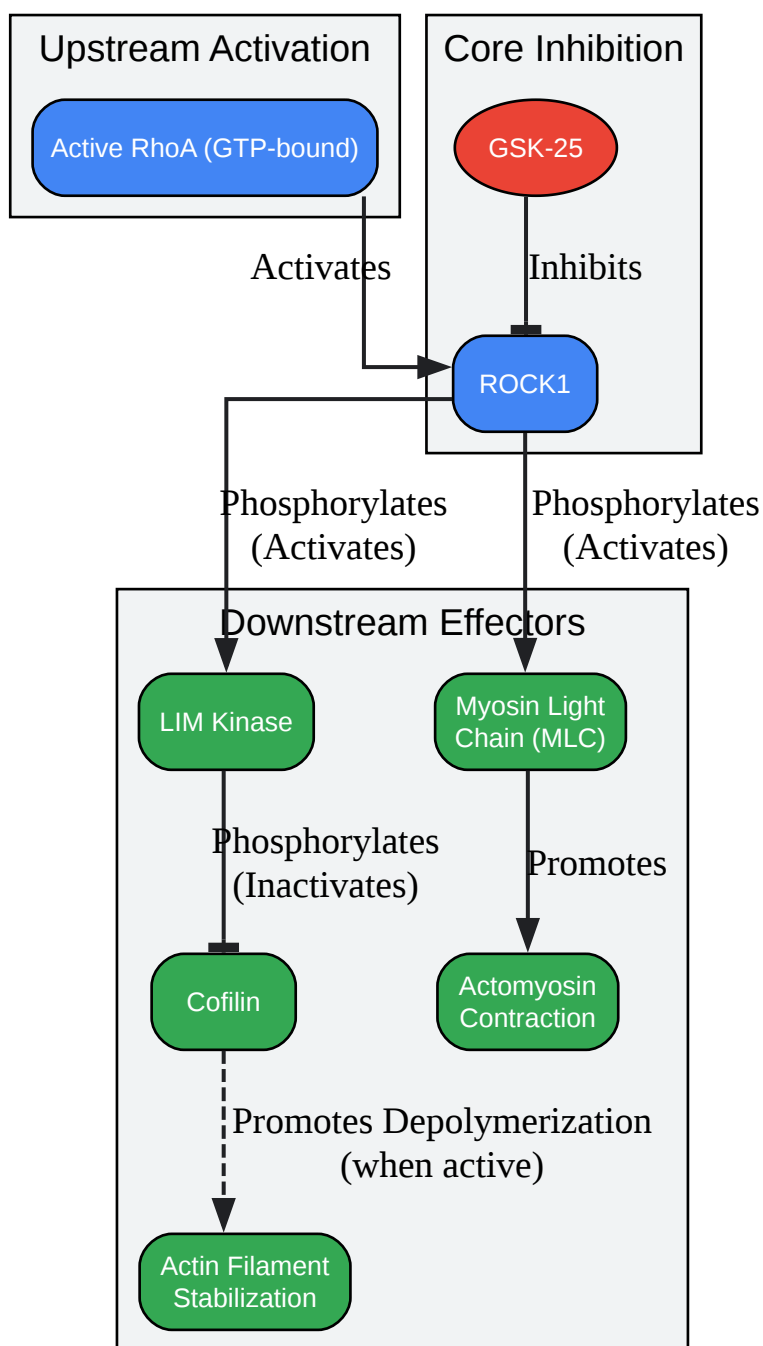 Upstream Activation
Core Inhibition
Active RhoA (GTP-bound)
GSK-25
Activates
Inhibits
ROCK1
Phosphorylates
(Activates)
Phosphorylates
(Activates)
Downstream Effectors
LIM Kinase
Myosin Light
Chain (MLC)
Phosphorylates
(Inactivates)
Promotes
Cofilin
Actomyosin
Contraction
Promotes Depolymerization
(when active)
Actin Filament
Stabilization